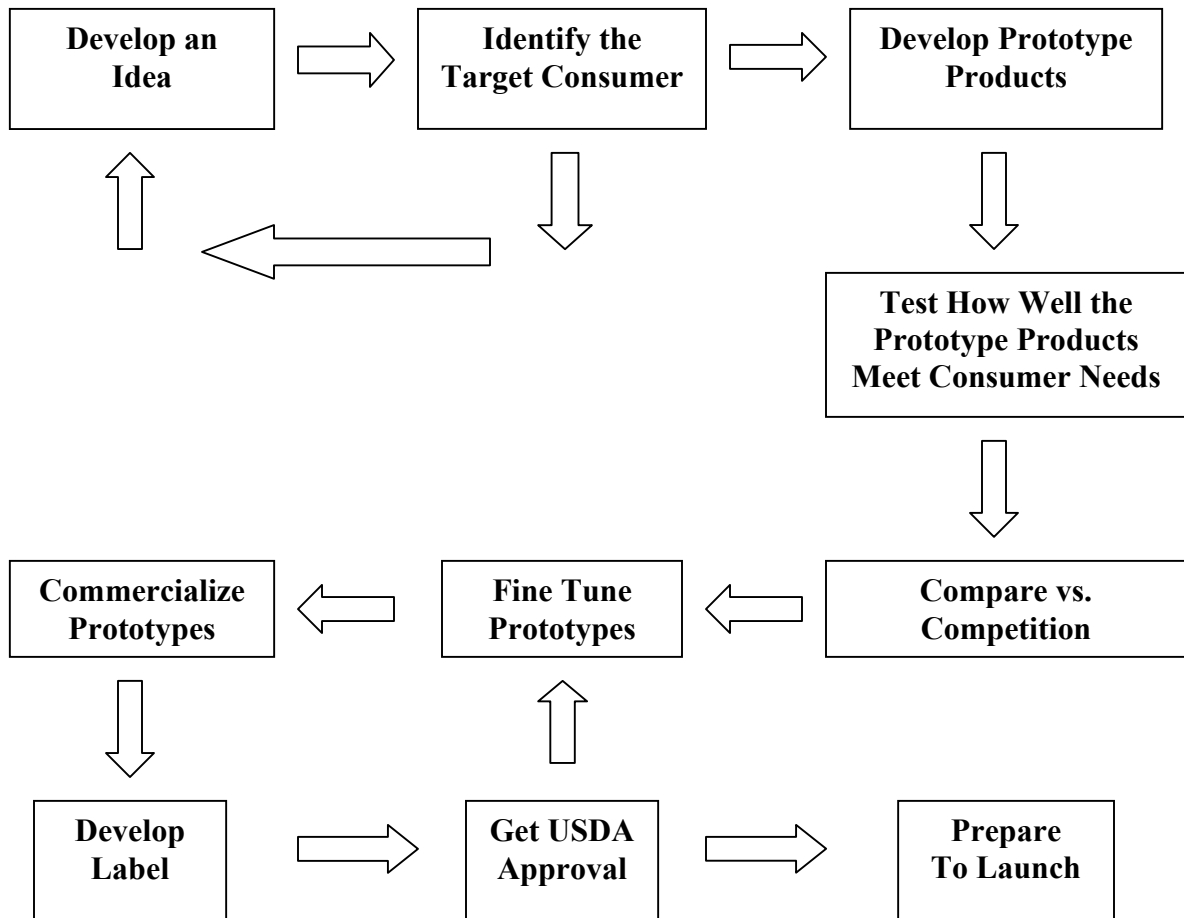 Develop an
Idea
Identify the
Target Consumer
Develop Prototype
Products
Test How Well the
Prototype Products
Meet Consumer Needs
Compare vs.
Competition
Fine Tune
Prototypes
Commercialize
Prototypes
Develop
Label
Get USDA
Approval
Prepare
To Launch